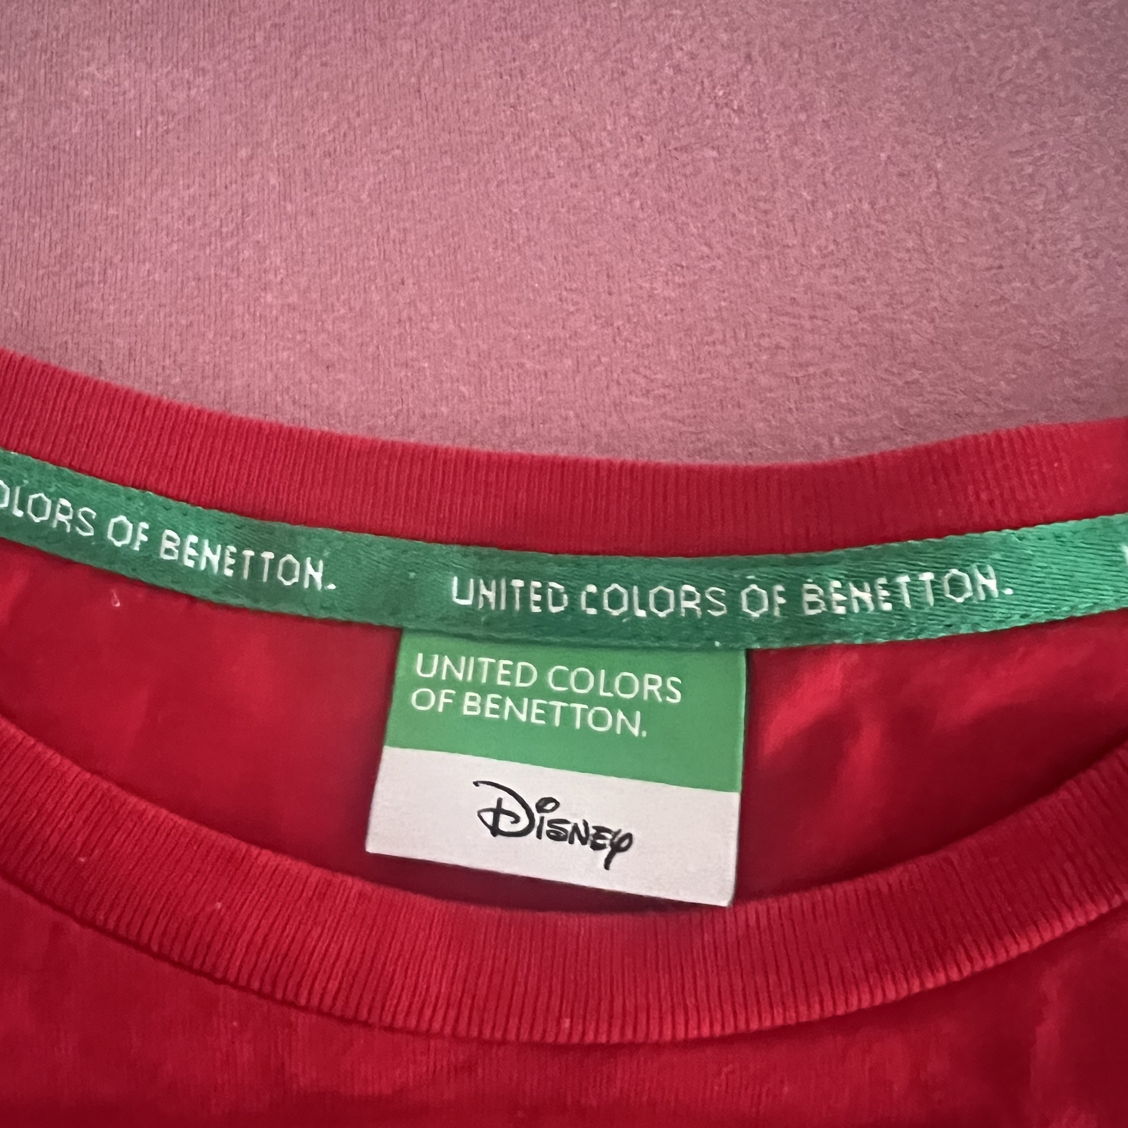 OLORS OF BENETTON.
UNITED COLORS OF BENETTON.
UNITED COLORS
OF BENETTON.
Disney